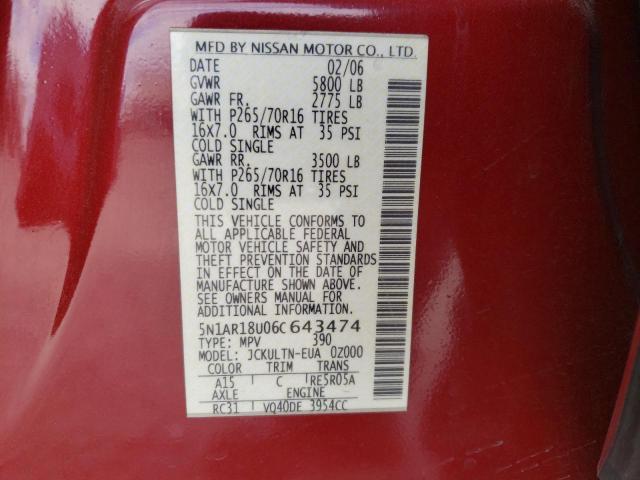 MFD BY NISSAN MOTOR CO., LTD.
DATE 02/06
GVWR 5800 LB
GAWR FR. 2775 LB
WITH P265/70R16 TIRES
16X7.0 RIMS AT 35 PSI
COLD SINGLE
GAWR RR. 3500 LB
WITH P265/70R16 TIRES
16X7.0 RIMS AT 35 PSI
COLD SINGLE
THIS VEHICLE CONFORMS TO
ALL APPLICABLE FEDERAL
MOTOR VEHICLE SAFETY AND
THEFT PREVENTION STANDARDS
IN EFFECT ON THE DATE OF
MANUFACTURE SHOWN ABOVE.
SEE OWNERS MANUAL FOR
ADDITIONAL INFORMATION.
5N1AR18U06C643474
TYPE: MPV 390
MODEL: JCKULTN-EUA 0Z000
COLOR TRIM TRANS
A15 C RE5R05A
AXLE ENGINE
RC31 VQ40DE 3954CC